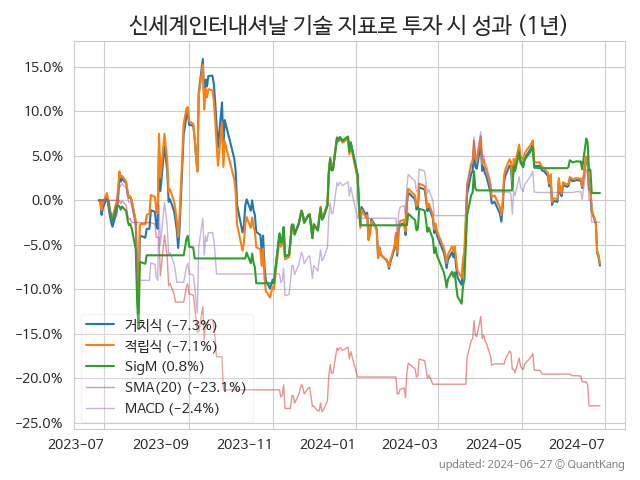 신세계인터내셔날 기술 지표로 투자 시 성과 (1년)
15.0%
10.0%
5.0%
0.0%
−5.0%
−10.0%
−15.0%
−20.0%
−25.0%
거치식 (−7.3%)
적립식 (−7.1%)
SigM (0.8%)
SMA(20) (−23.1%)
MACD (−2.4%)
2023−07 2023−09 2023−11 2024−01 2024−03 2024−05 2024−07
updated: 2024-06-27 ⓒ QuantKang